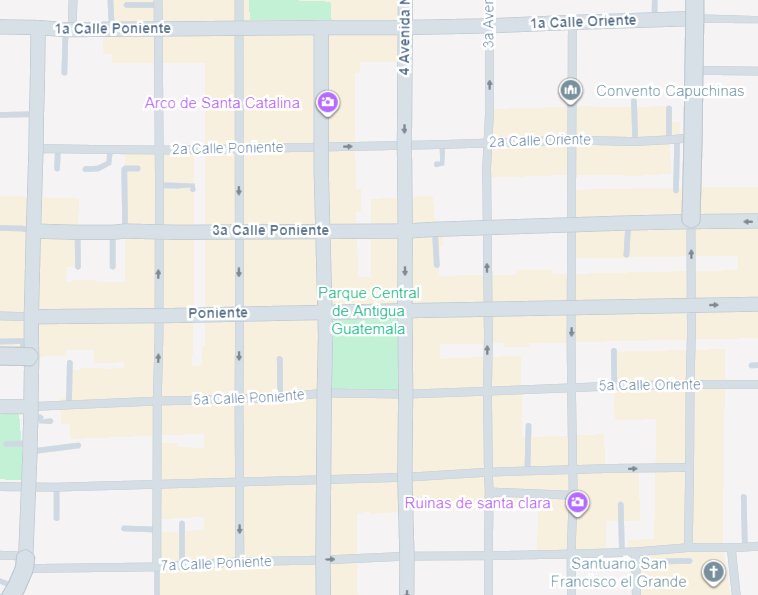 1a Calle Poniente
1a Calle Oriente
4 Avenida N
3a Aver
Arco de Santa Catalina
Convento Capuchinas
2a Calle Poniente
2a Calle Oriente
3a Calle Poniente
Parque Central
de Antigua
Guatemala
Poniente
5a Calle Poniente
5a Calle Oriente
Ruinas de santa clara
7a Calle Poniente
Santuario San
Francisco el Grande